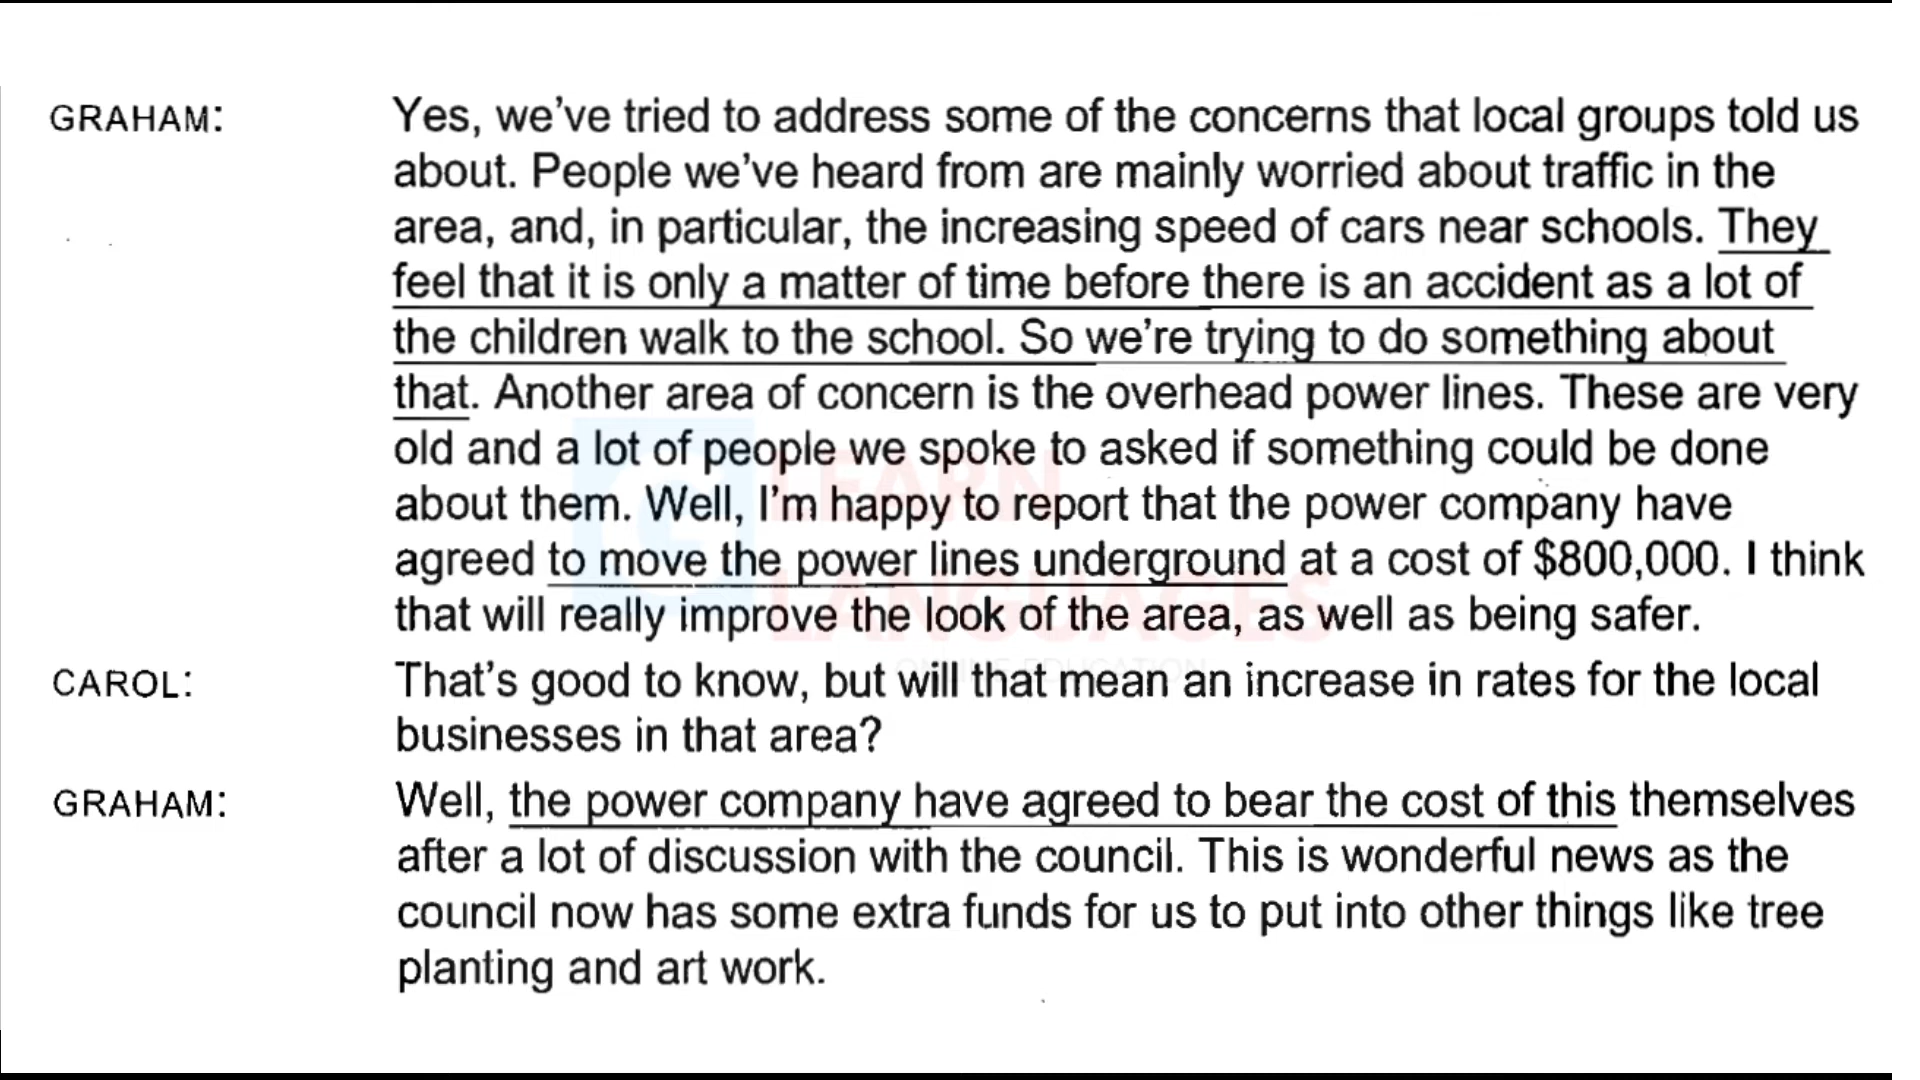 GRAHAM: Yes, we've tried to address some of the concerns that local groups told us
about. People we've heard from are mainly worried about traffic in the
area, and, in particular, the increasing speed of cars near schools. They
feel that it is only a matter of time before there is an accident as a lot of
the children walk to the school. So we're trying to do something about
that. Another area of concern is the overhead power lines. These are very
old and a lot of people we spoke to asked if something could be done
about them. Well, I'm happy to report that the power company have
agreed to move the power lines underground at a cost of $800,000. I think
that will really improve the look of the area, as well as being safer.
CAROL: That's good to know, but will that mean an increase in rates for the local
businesses in that area?
GRAHAM: Well, the power company have agreed to bear the cost of this themselves
after a lot of discussion with the council. This is wonderful news as the
council now has some extra funds for us to put into other things like tree
planting and art work.
LEARN
LANGUAGES
ONLINE EDUCATION